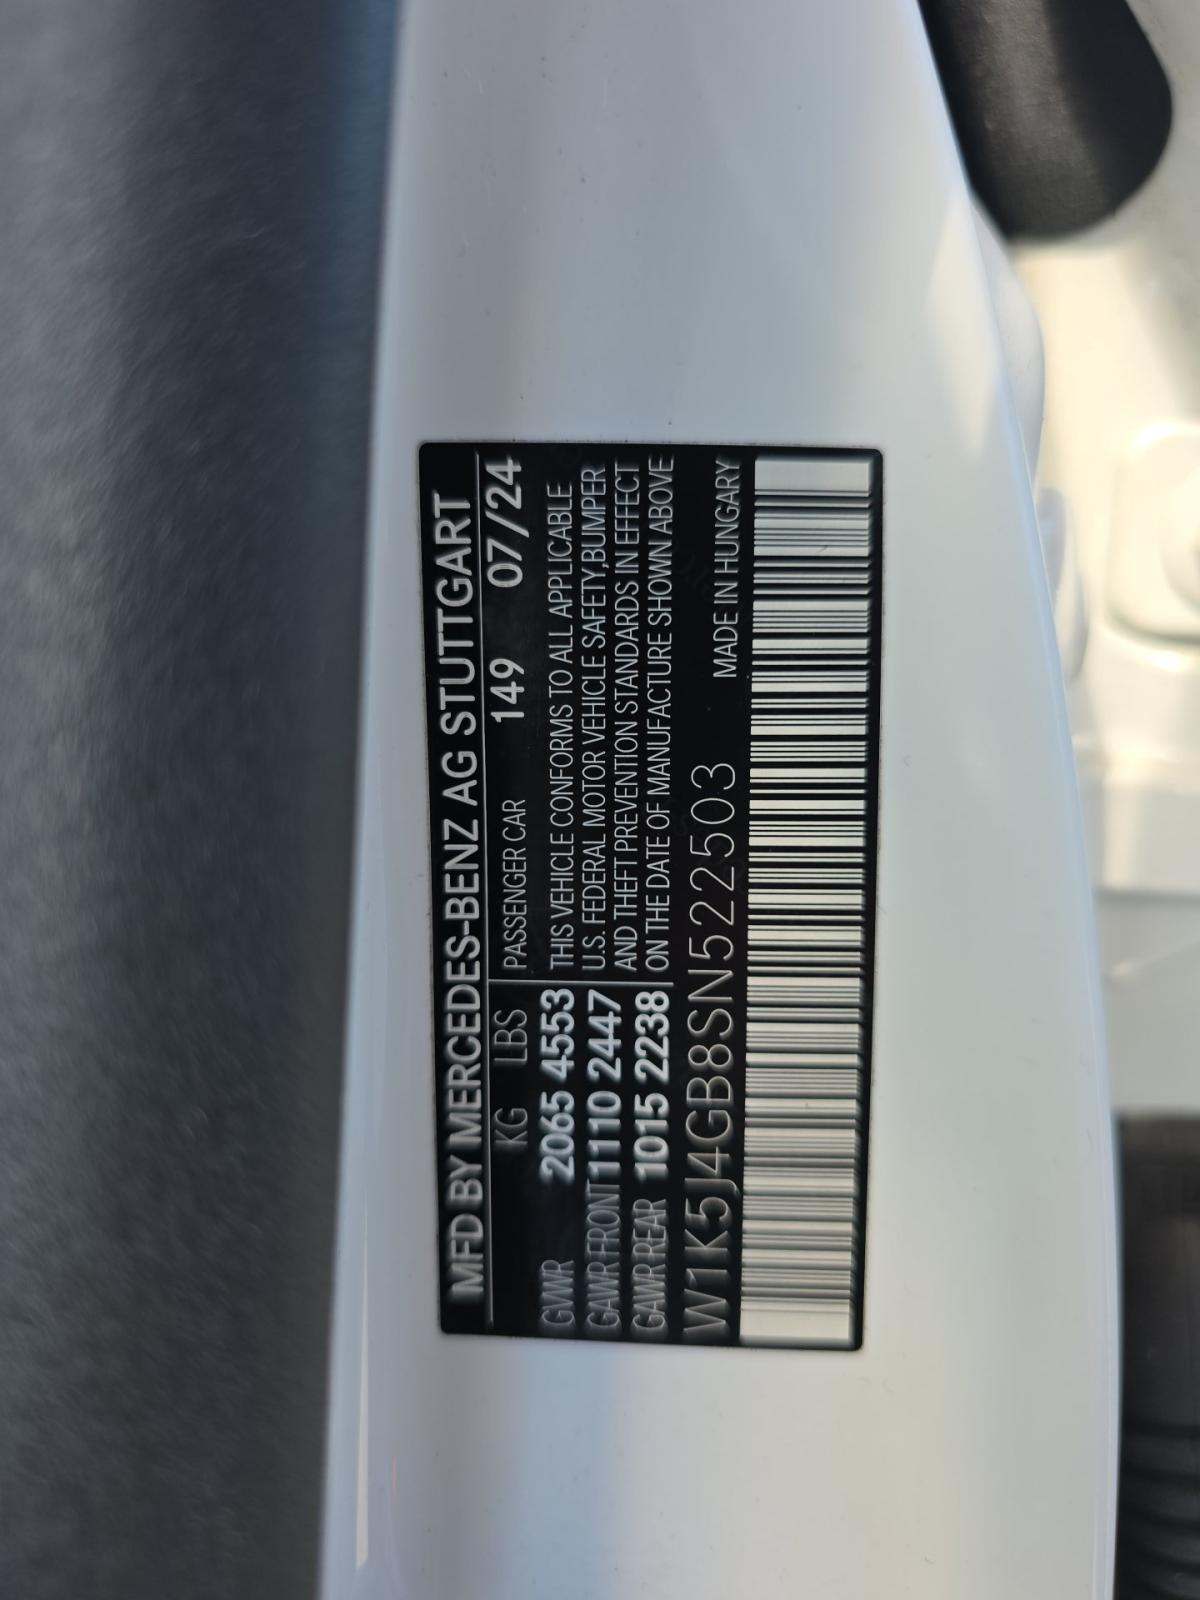 MFD BY MERCEDES-BENZ AG STUTTGART
KG LBS
GVWR 2065 4553
GAWR FRONT 1110 2447
GAWR REAR 1015 2238
PASSENGER CAR 149 07/24
THIS VEHICLE CONFORMS TO ALL APPLICABLE
U.S. FEDERAL MOTOR VEHICLE SAFETY,BUMPER
AND THEFT PREVENTION STANDARDS IN EFFECT
ON THE DATE OF MANUFACTURE SHOWN ABOVE
W1K5J4GB8SN522503 MADE IN HUNGARY